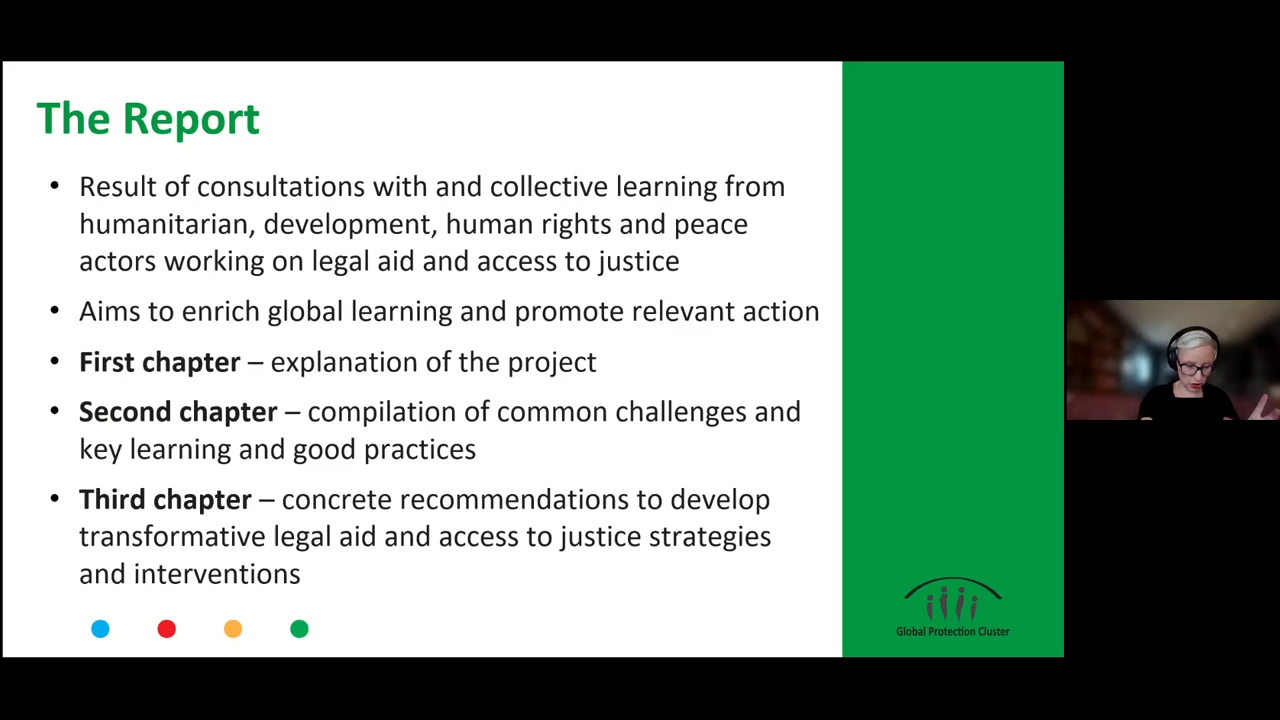 The Report
• Result of consultations with and collective learning from
humanitarian, development, human rights and peace
actors working on legal aid and access to justice
• Aims to enrich global learning and promote relevant action
• First chapter – explanation of the project
• Second chapter – compilation of common challenges and
key learning and good practices
• Third chapter – concrete recommendations to develop
transformative legal aid and access to justice strategies
and interventions
Global Protection Cluster